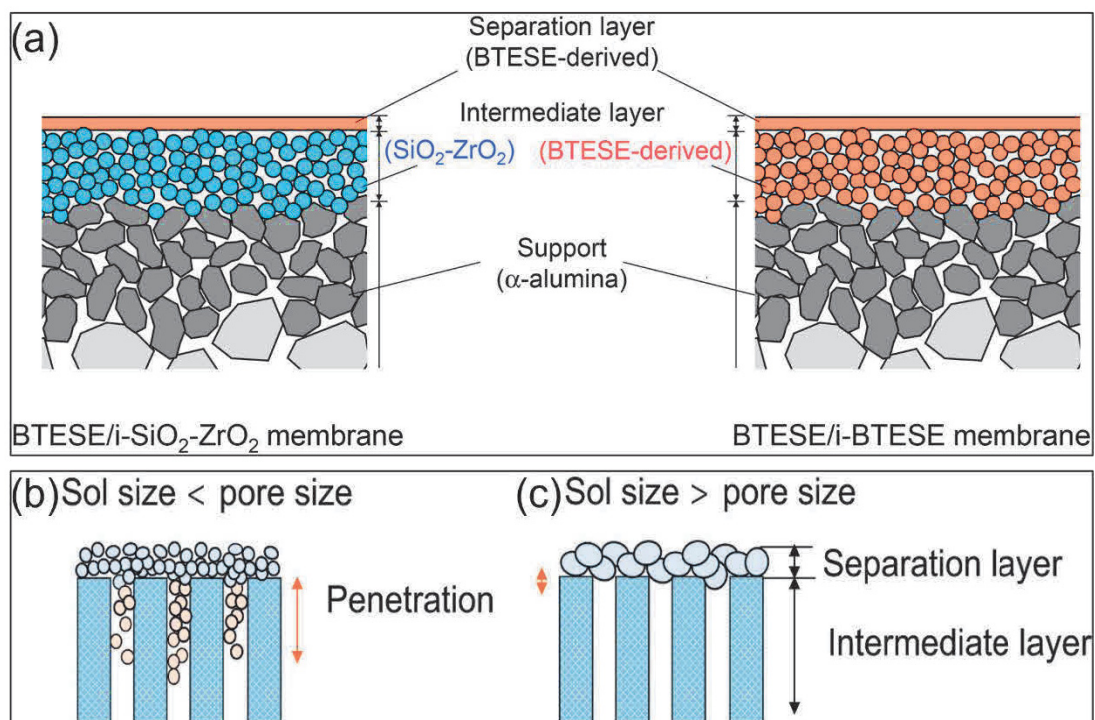 (a)
Separation layer
(BTESE-derived)
Intermediate layer
(SiO₂-ZrO₂) (BTESE-derived)
Support
(α-alumina)
BTESE/i-SiO₂-ZrO₂ membrane
BTESE/i-BTESE membrane
(b) Sol size < pore size
(c) Sol size > pore size
Penetration
Separation layer
Intermediate layer